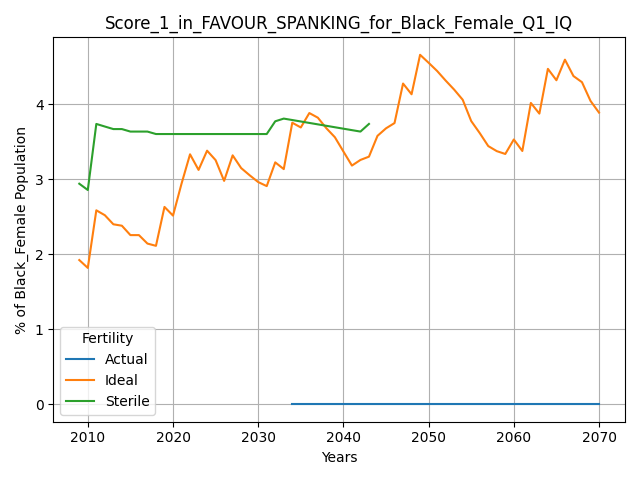 Score_1_in_FAVOUR_SPANKING_for_Black_Female_Q1_IQ
% of Black_Female Population
4
3
2
1
0
Fertility
Actual
Ideal
Sterile
2010 2020 2030 2040 2050 2060 2070
Years